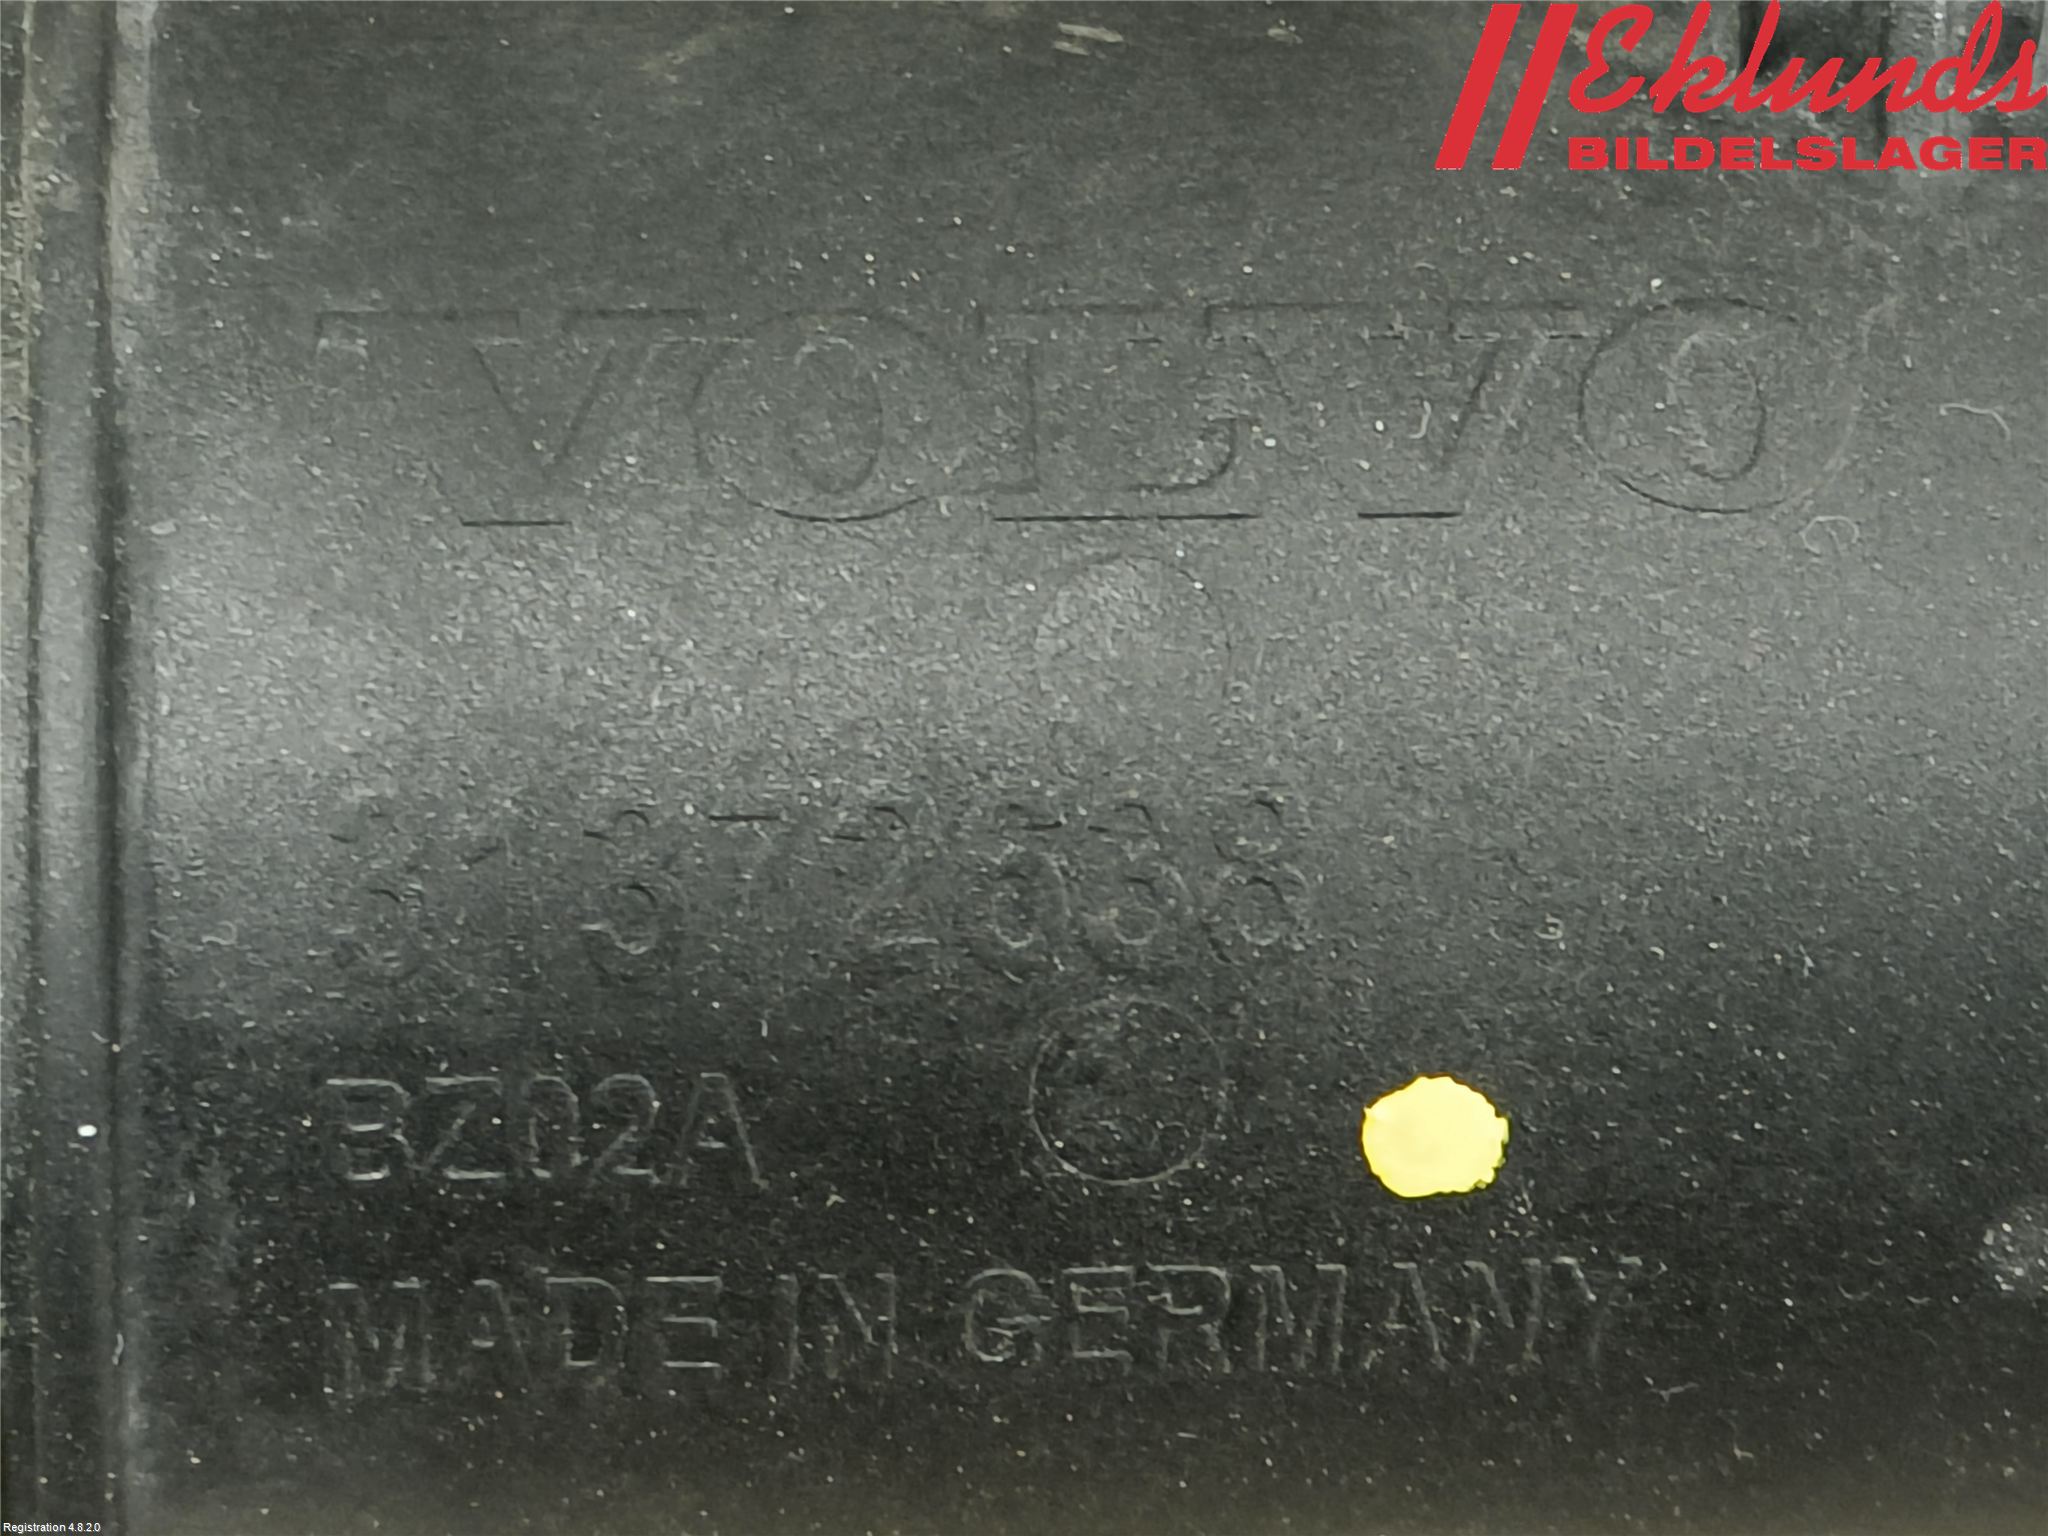 Eklunds
BILDELSLAGER
VOLVO
BZ02A
MADE IN GERMANY
Registration 4.8.2.0